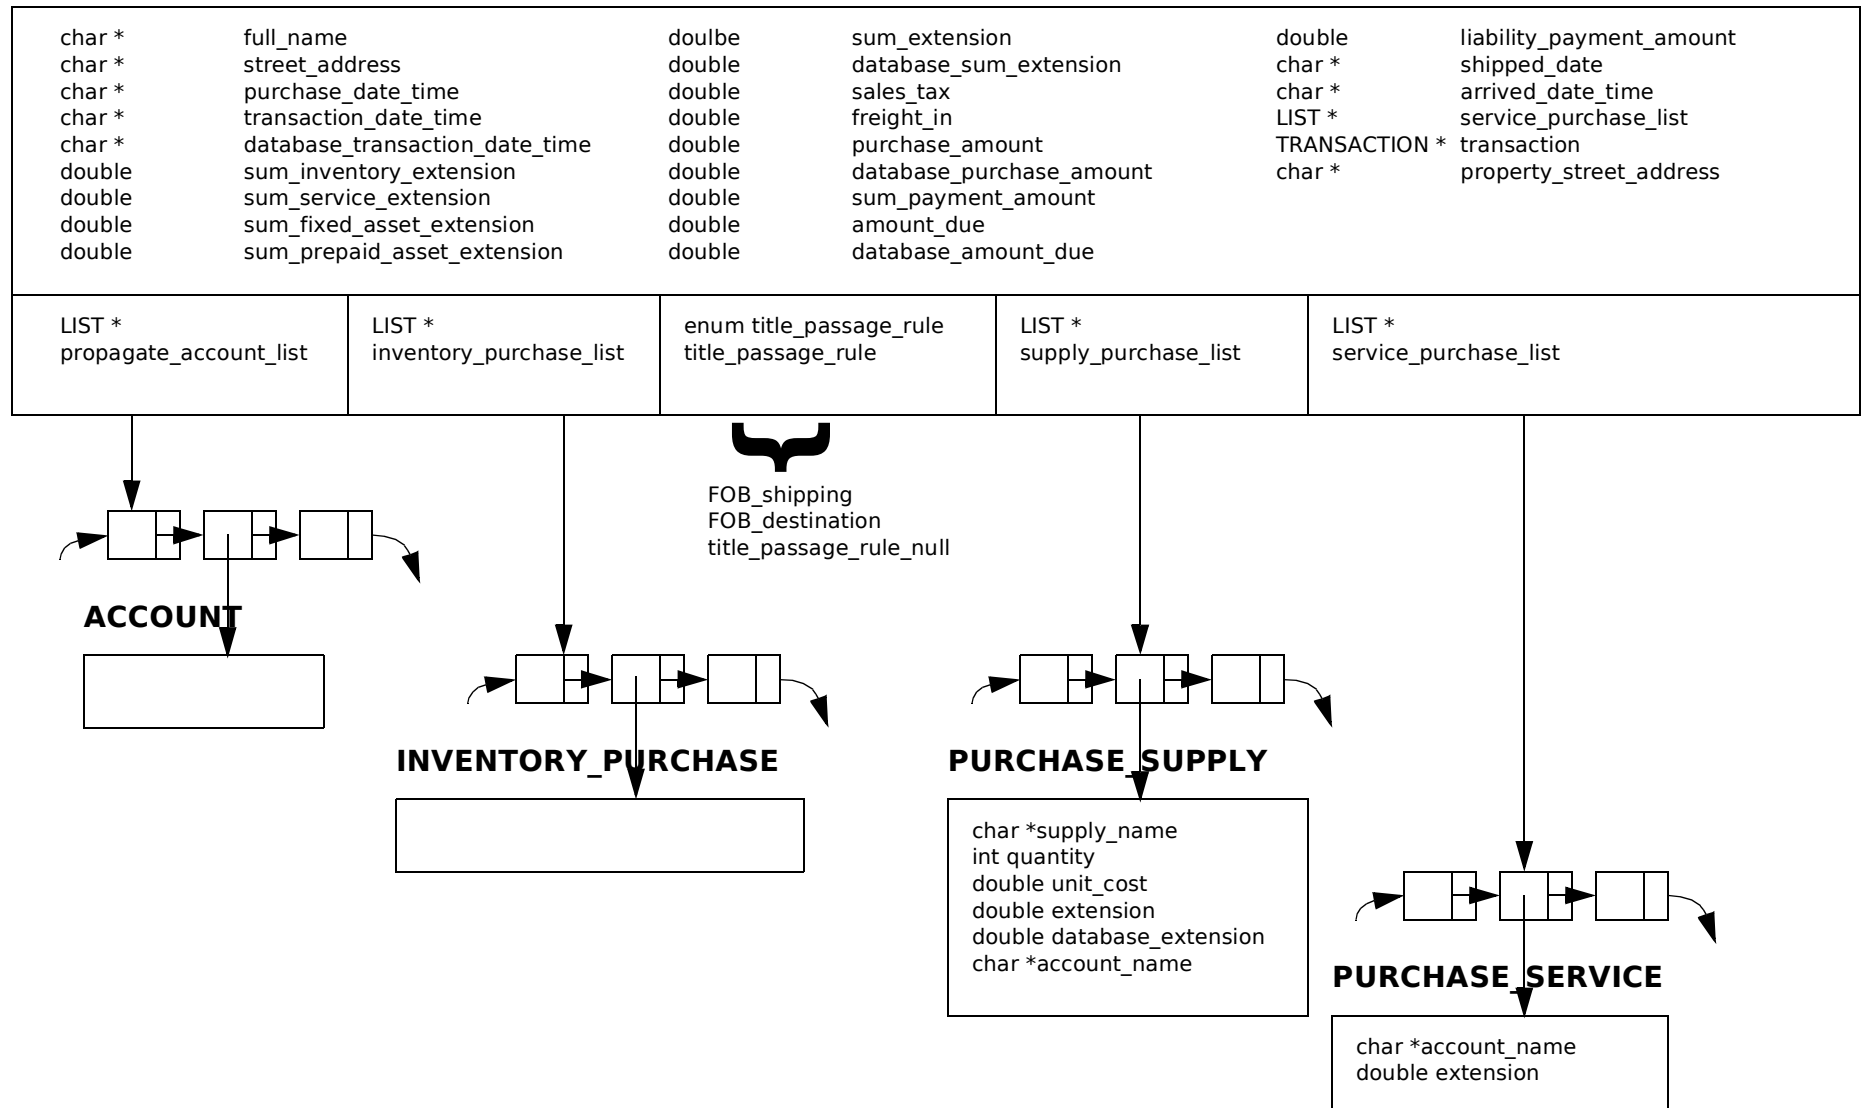 char * full_name
char * street_address
char * purchase_date_time
char * transaction_date_time
char * database_transaction_date_time
double sum_inventory_extension
double sum_service_extension
double sum_fixed_asset_extension
double sum_prepaid_asset_extension
doulbe sum_extension
double database_sum_extension
double sales_tax
double freight_in
double purchase_amount
double database_purchase_amount
double sum_payment_amount
double amount_due
double database_amount_due
double liability_payment_amount
char * shipped_date
char * arrived_date_time
LIST * service_purchase_list
TRANSACTION * transaction
char * property_street_address
LIST *
propagate_account_list
LIST *
inventory_purchase_list
enum title_passage_rule
title_passage_rule
LIST *
supply_purchase_list
LIST *
service_purchase_list
FOB_shipping
FOB_destination
title_passage_rule_null
ACCOUNT
INVENTORY_PURCHASE
PURCHASE_SUPPLY
char *supply_name
int quantity
double unit_cost
double extension
double database_extension
char *account_name
PURCHASE_SERVICE
char *account_name
double extension